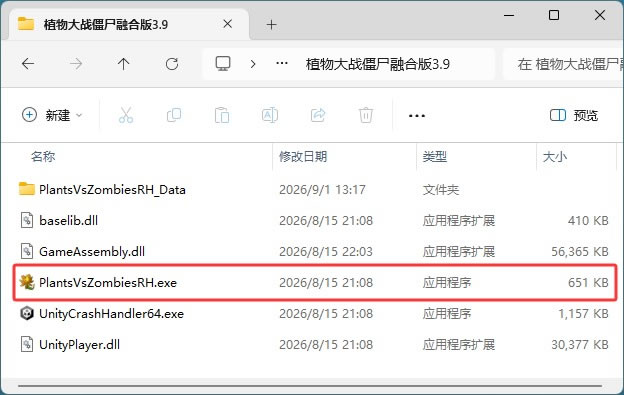 植物大战僵尸融合版3.9
植物大战僵尸融合版3.9 在 植物大战僵尸融
新建 预览
名称 修改日期 类型 大小
PlantsVsZombiesRH_Data 2026/9/1 13:17 文件夹
baselib.dll 2026/8/15 21:08 应用程序扩展 410 KB
GameAssembly.dll 2026/8/15 22:03 应用程序扩展 56,365 KB
PlantsVsZombiesRH.exe 2026/8/15 21:08 应用程序 651 KB
UnityCrashHandler64.exe 2026/8/15 21:08 应用程序 1,157 KB
UnityPlayer.dll 2026/8/15 21:08 应用程序扩展 30,377 KB